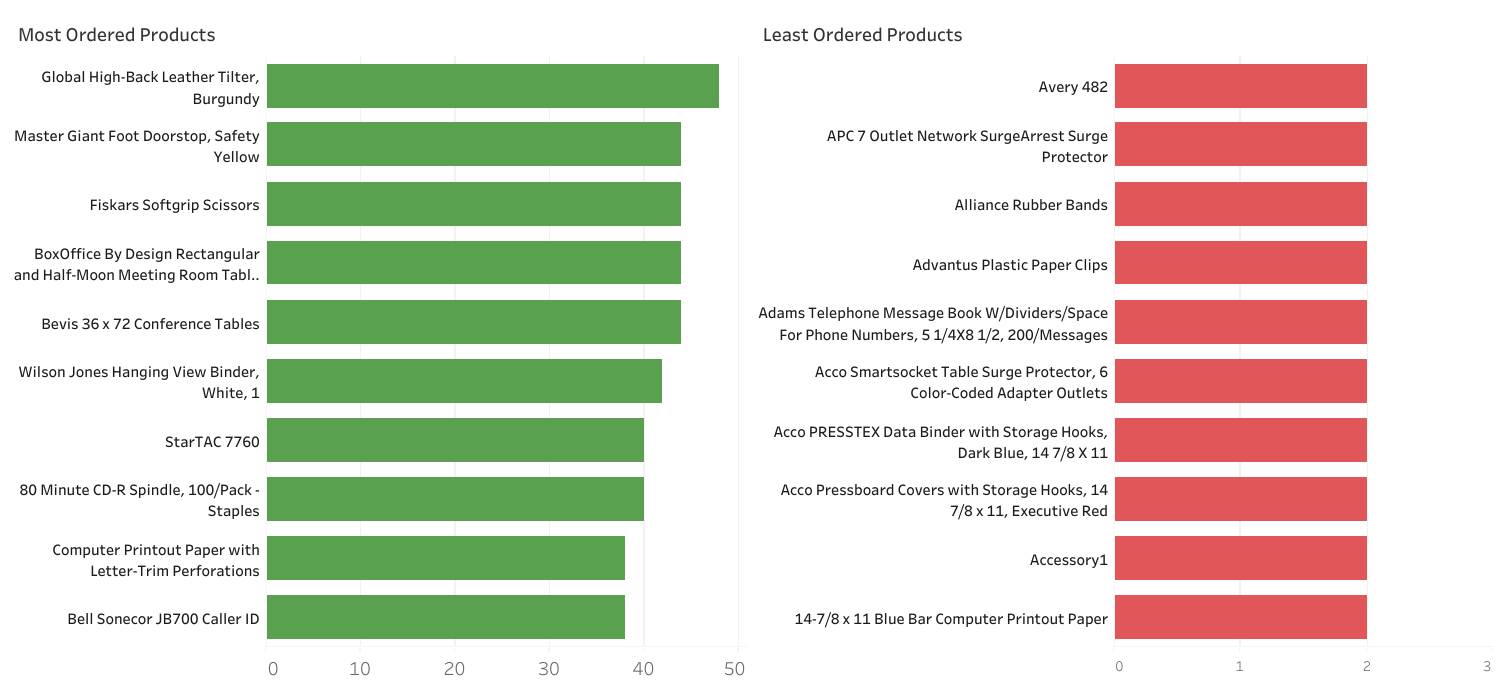 Most Ordered Products
Global High-Back Leather Tilter,
Burgundy
Master Giant Foot Doorstop, Safety
Yellow
Fiskars Softgrip Scissors
BoxOffice By Design Rectangular
and Half-Moon Meeting Room Tabl..
Bevis 36 x 72 Conference Tables
Wilson Jones Hanging View Binder,
White, 1
StarTAC 7760
80 Minute CD-R Spindle, 100/Pack -
Staples
Computer Printout Paper with
Letter-Trim Perforations
Bell Sonecor JB700 Caller ID
0 10 20 30 40 50
Least Ordered Products
Avery 482
APC 7 Outlet Network SurgeArrest Surge
Protector
Alliance Rubber Bands
Advantus Plastic Paper Clips
Adams Telephone Message Book W/Dividers/Space
For Phone Numbers, 5 1/4X8 1/2, 200/Messages
Acco Smartsocket Table Surge Protector, 6
Color-Coded Adapter Outlets
Acco PRESSTEX Data Binder with Storage Hooks,
Dark Blue, 14 7/8 X 11
Acco Pressboard Covers with Storage Hooks, 14
7/8 x 11, Executive Red
Accessory1
14-7/8 x 11 Blue Bar Computer Printout Paper
0 1 2 3